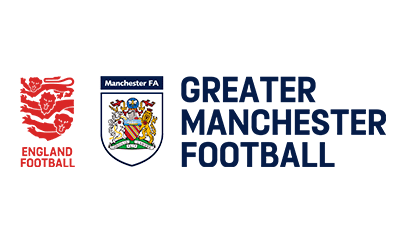 ENGLAND
FOOTBALL
Manchester FA
GREATER
MANCHESTER
FOOTBALL